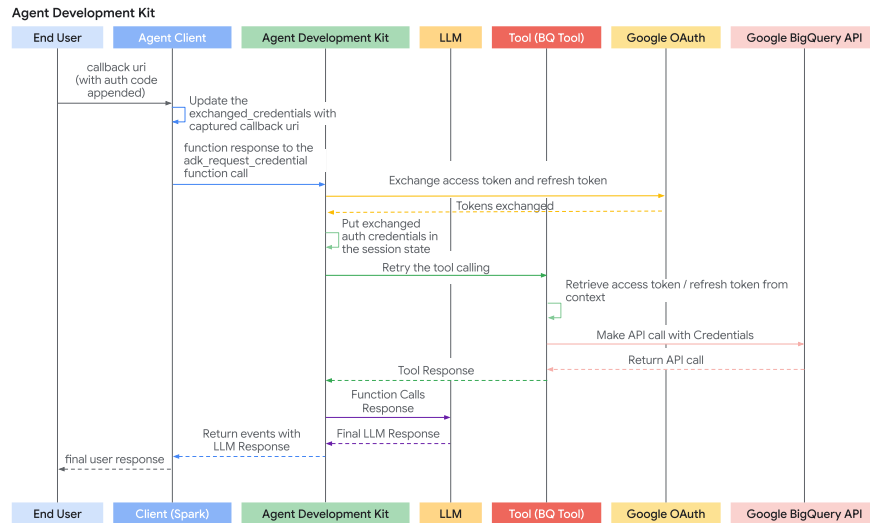 Agent Development Kit
End User
Agent Client
Agent Development Kit
LLM
Tool (BQ Tool)
Google OAuth
Google BigQuery API
callback uri
(with auth code
appended)
Update the
exchanged_credentials with
captured callback uri
function response to the
adk_request_credential
function call
Exchange access token and refresh token
Tokens exchanged
Put exchanged
auth credentials in
the session state
Retry the tool calling
Retrieve access token / refresh token from
context
Make API call with Credentials
Return API call
Tool Response
Function Calls
Response
Final LLM Response
Return events with
LLM Response
final user response
End User
Client (Spark)
Agent Development Kit
LLM
Tool (BQ Tool)
Google OAuth
Google BigQuery API